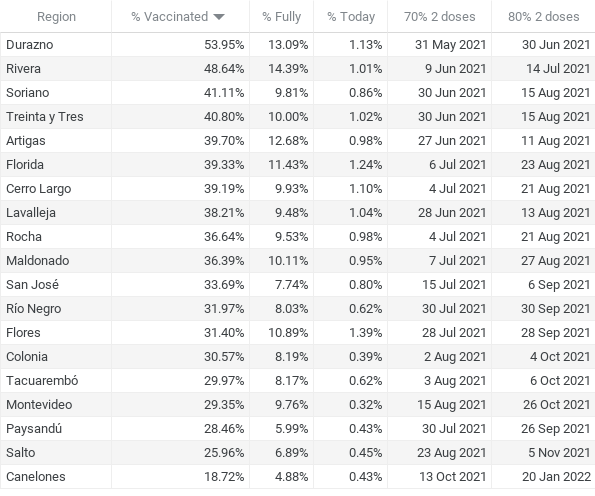 Region % Vaccinated % Fully % Today 70% 2 doses 80% 2 doses
Durazno 53.95% 13.09% 1.13% 31 May 2021 30 Jun 2021
Rivera 48.64% 14.39% 1.01% 9 Jun 2021 14 Jul 2021
Soriano 41.11% 9.81% 0.86% 30 Jun 2021 15 Aug 2021
Treinta y Tres 40.80% 10.00% 1.02% 30 Jun 2021 15 Aug 2021
Artigas 39.70% 12.68% 0.98% 27 Jun 2021 11 Aug 2021
Florida 39.33% 11.43% 1.24% 6 Jul 2021 23 Aug 2021
Cerro Largo 39.19% 9.93% 1.10% 4 Jul 2021 21 Aug 2021
Lavalleja 38.21% 9.48% 1.04% 28 Jun 2021 13 Aug 2021
Rocha 36.64% 9.53% 0.98% 4 Jul 2021 21 Aug 2021
Maldonado 36.39% 10.11% 0.95% 7 Jul 2021 27 Aug 2021
San José 33.69% 7.74% 0.80% 15 Jul 2021 6 Sep 2021
Río Negro 31.97% 8.03% 0.62% 30 Jul 2021 30 Sep 2021
Flores 31.40% 10.89% 1.39% 28 Jul 2021 28 Sep 2021
Colonia 30.57% 8.19% 0.39% 2 Aug 2021 4 Oct 2021
Tacuarembó 29.97% 8.17% 0.62% 3 Aug 2021 6 Oct 2021
Montevideo 29.35% 9.76% 0.32% 15 Aug 2021 26 Oct 2021
Paysandú 28.46% 5.99% 0.43% 30 Jul 2021 26 Sep 2021
Salto 25.96% 6.89% 0.45% 23 Aug 2021 5 Nov 2021
Canelones 18.72% 4.88% 0.43% 13 Oct 2021 20 Jan 2022